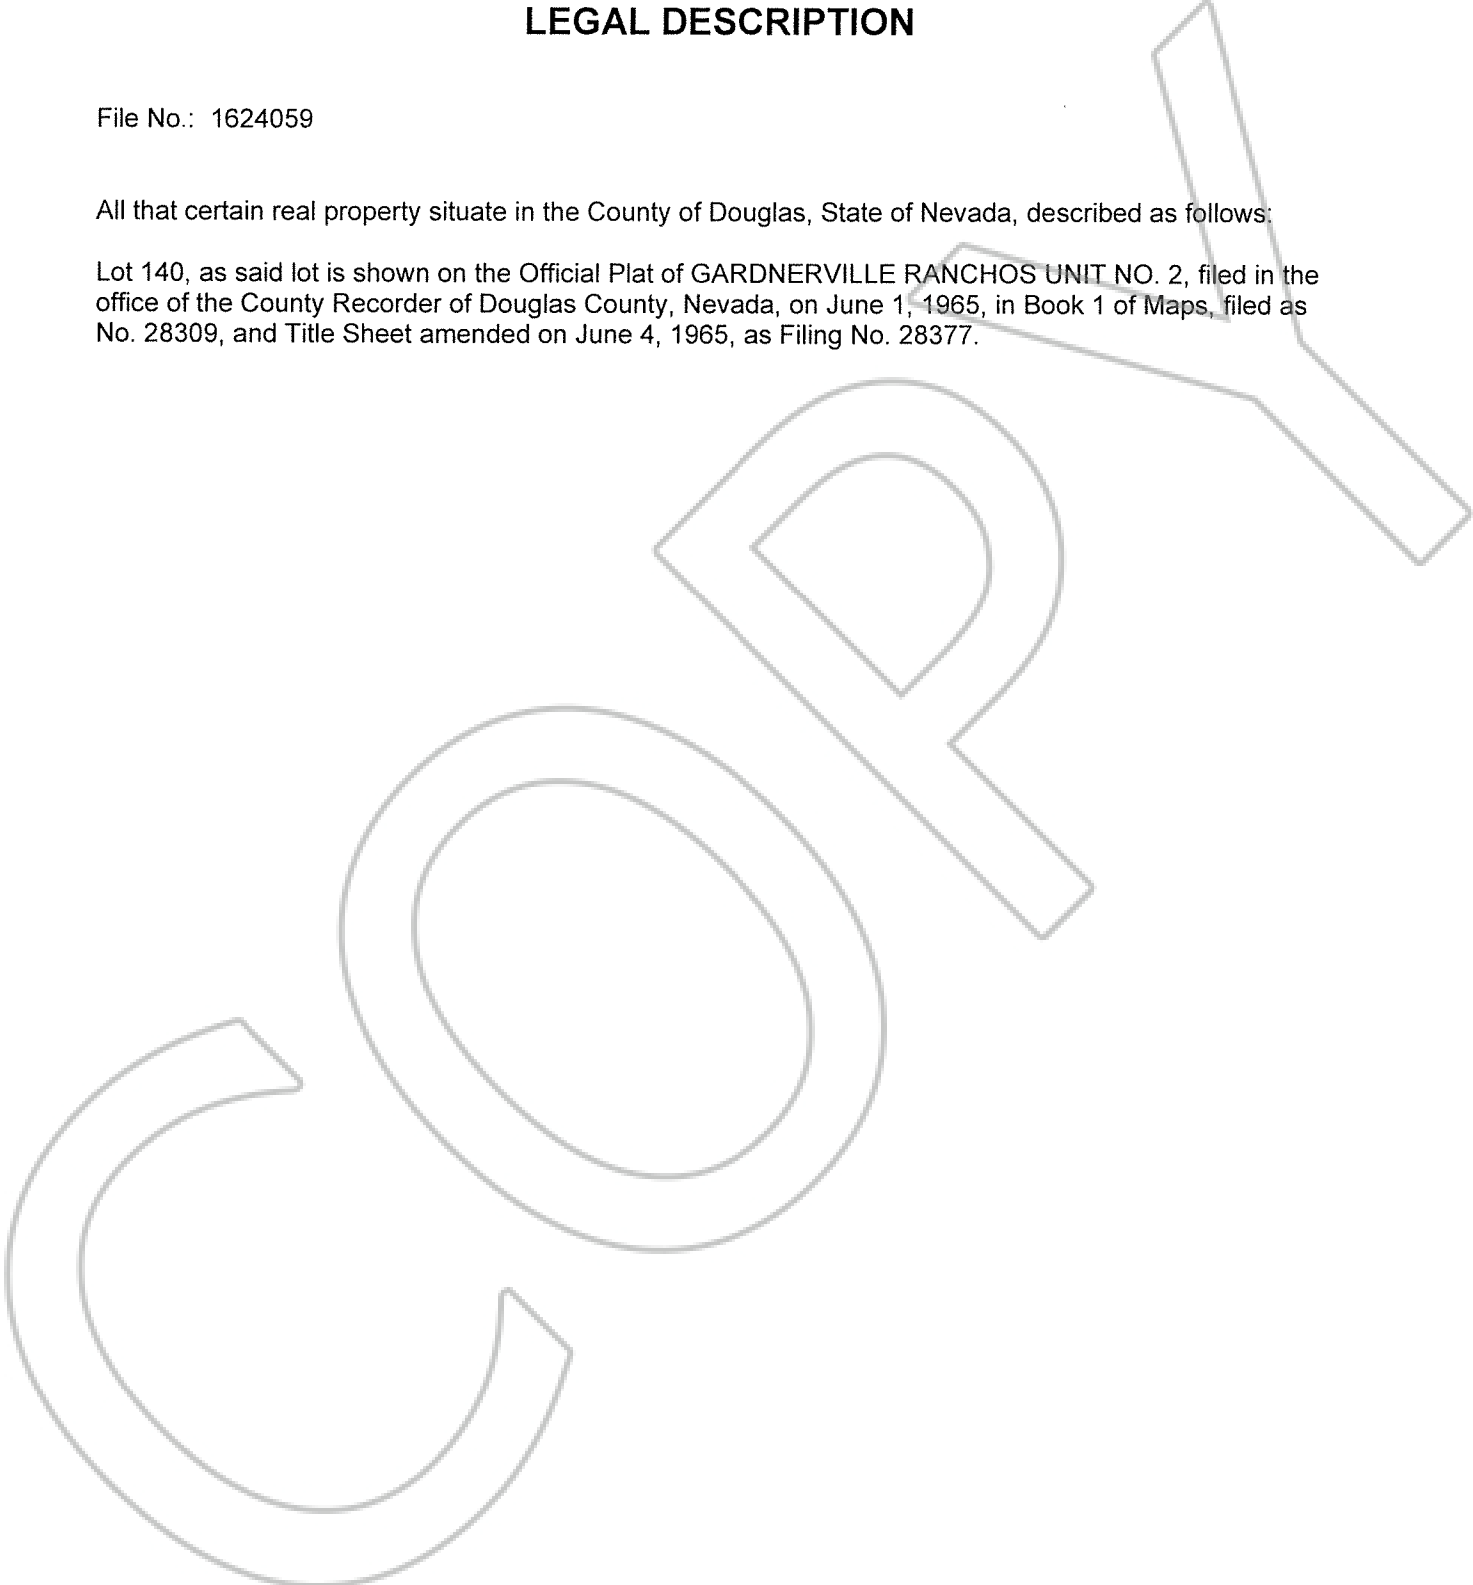 LEGAL DESCRIPTION
File No.: 1624059
All that certain real property situate in the County of Douglas, State of Nevada, described as follows:
Lot 140, as said lot is shown on the Official Plat of GARDNERVILLE RANCHOS UNIT NO. 2, filed in the
office of the County Recorder of Douglas County, Nevada, on June 1, 1965, in Book 1 of Maps, filed as
No. 28309, and Title Sheet amended on June 4, 1965, as Filing No. 28377.
COPY